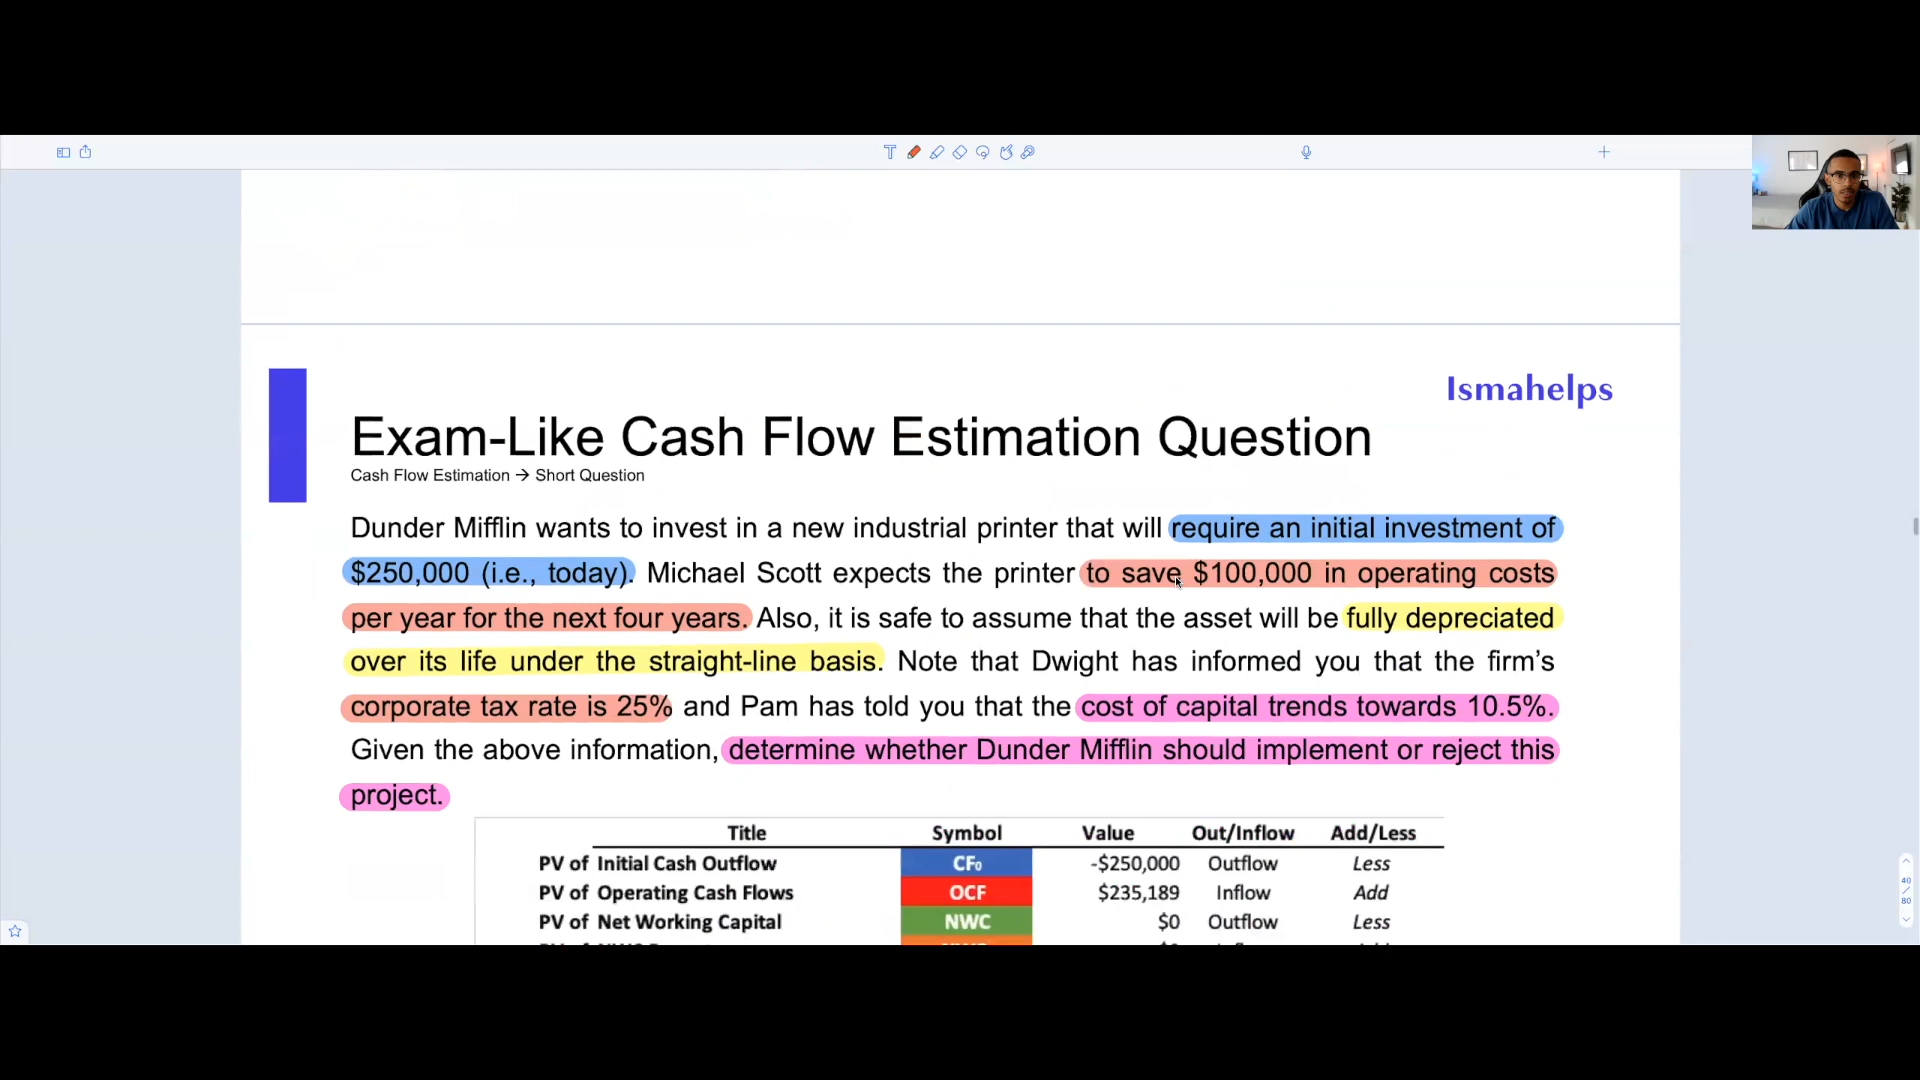 Ismahelps
Exam-Like Cash Flow Estimation Question
Cash Flow Estimation → Short Question
Dunder Mifflin wants to invest in a new industrial printer that will require an initial investment of
$250,000 (i.e., today). Michael Scott expects the printer to save $100,000 in operating costs
per year for the next four years. Also, it is safe to assume that the asset will be fully depreciated
over its life under the straight-line basis. Note that Dwight has informed you that the firm’s
corporate tax rate is 25% and Pam has told you that the cost of capital trends towards 10.5%.
Given the above information, determine whether Dunder Mifflin should implement or reject this
project.
Title Symbol Value Out/Inflow Add/Less
PV of Initial Cash Outflow CF₀ -$250,000 Outflow Less
PV of Operating Cash Flows OCF $235,189 Inflow Add
PV of Net Working Capital NWC $0 Outflow Less
40
/
80